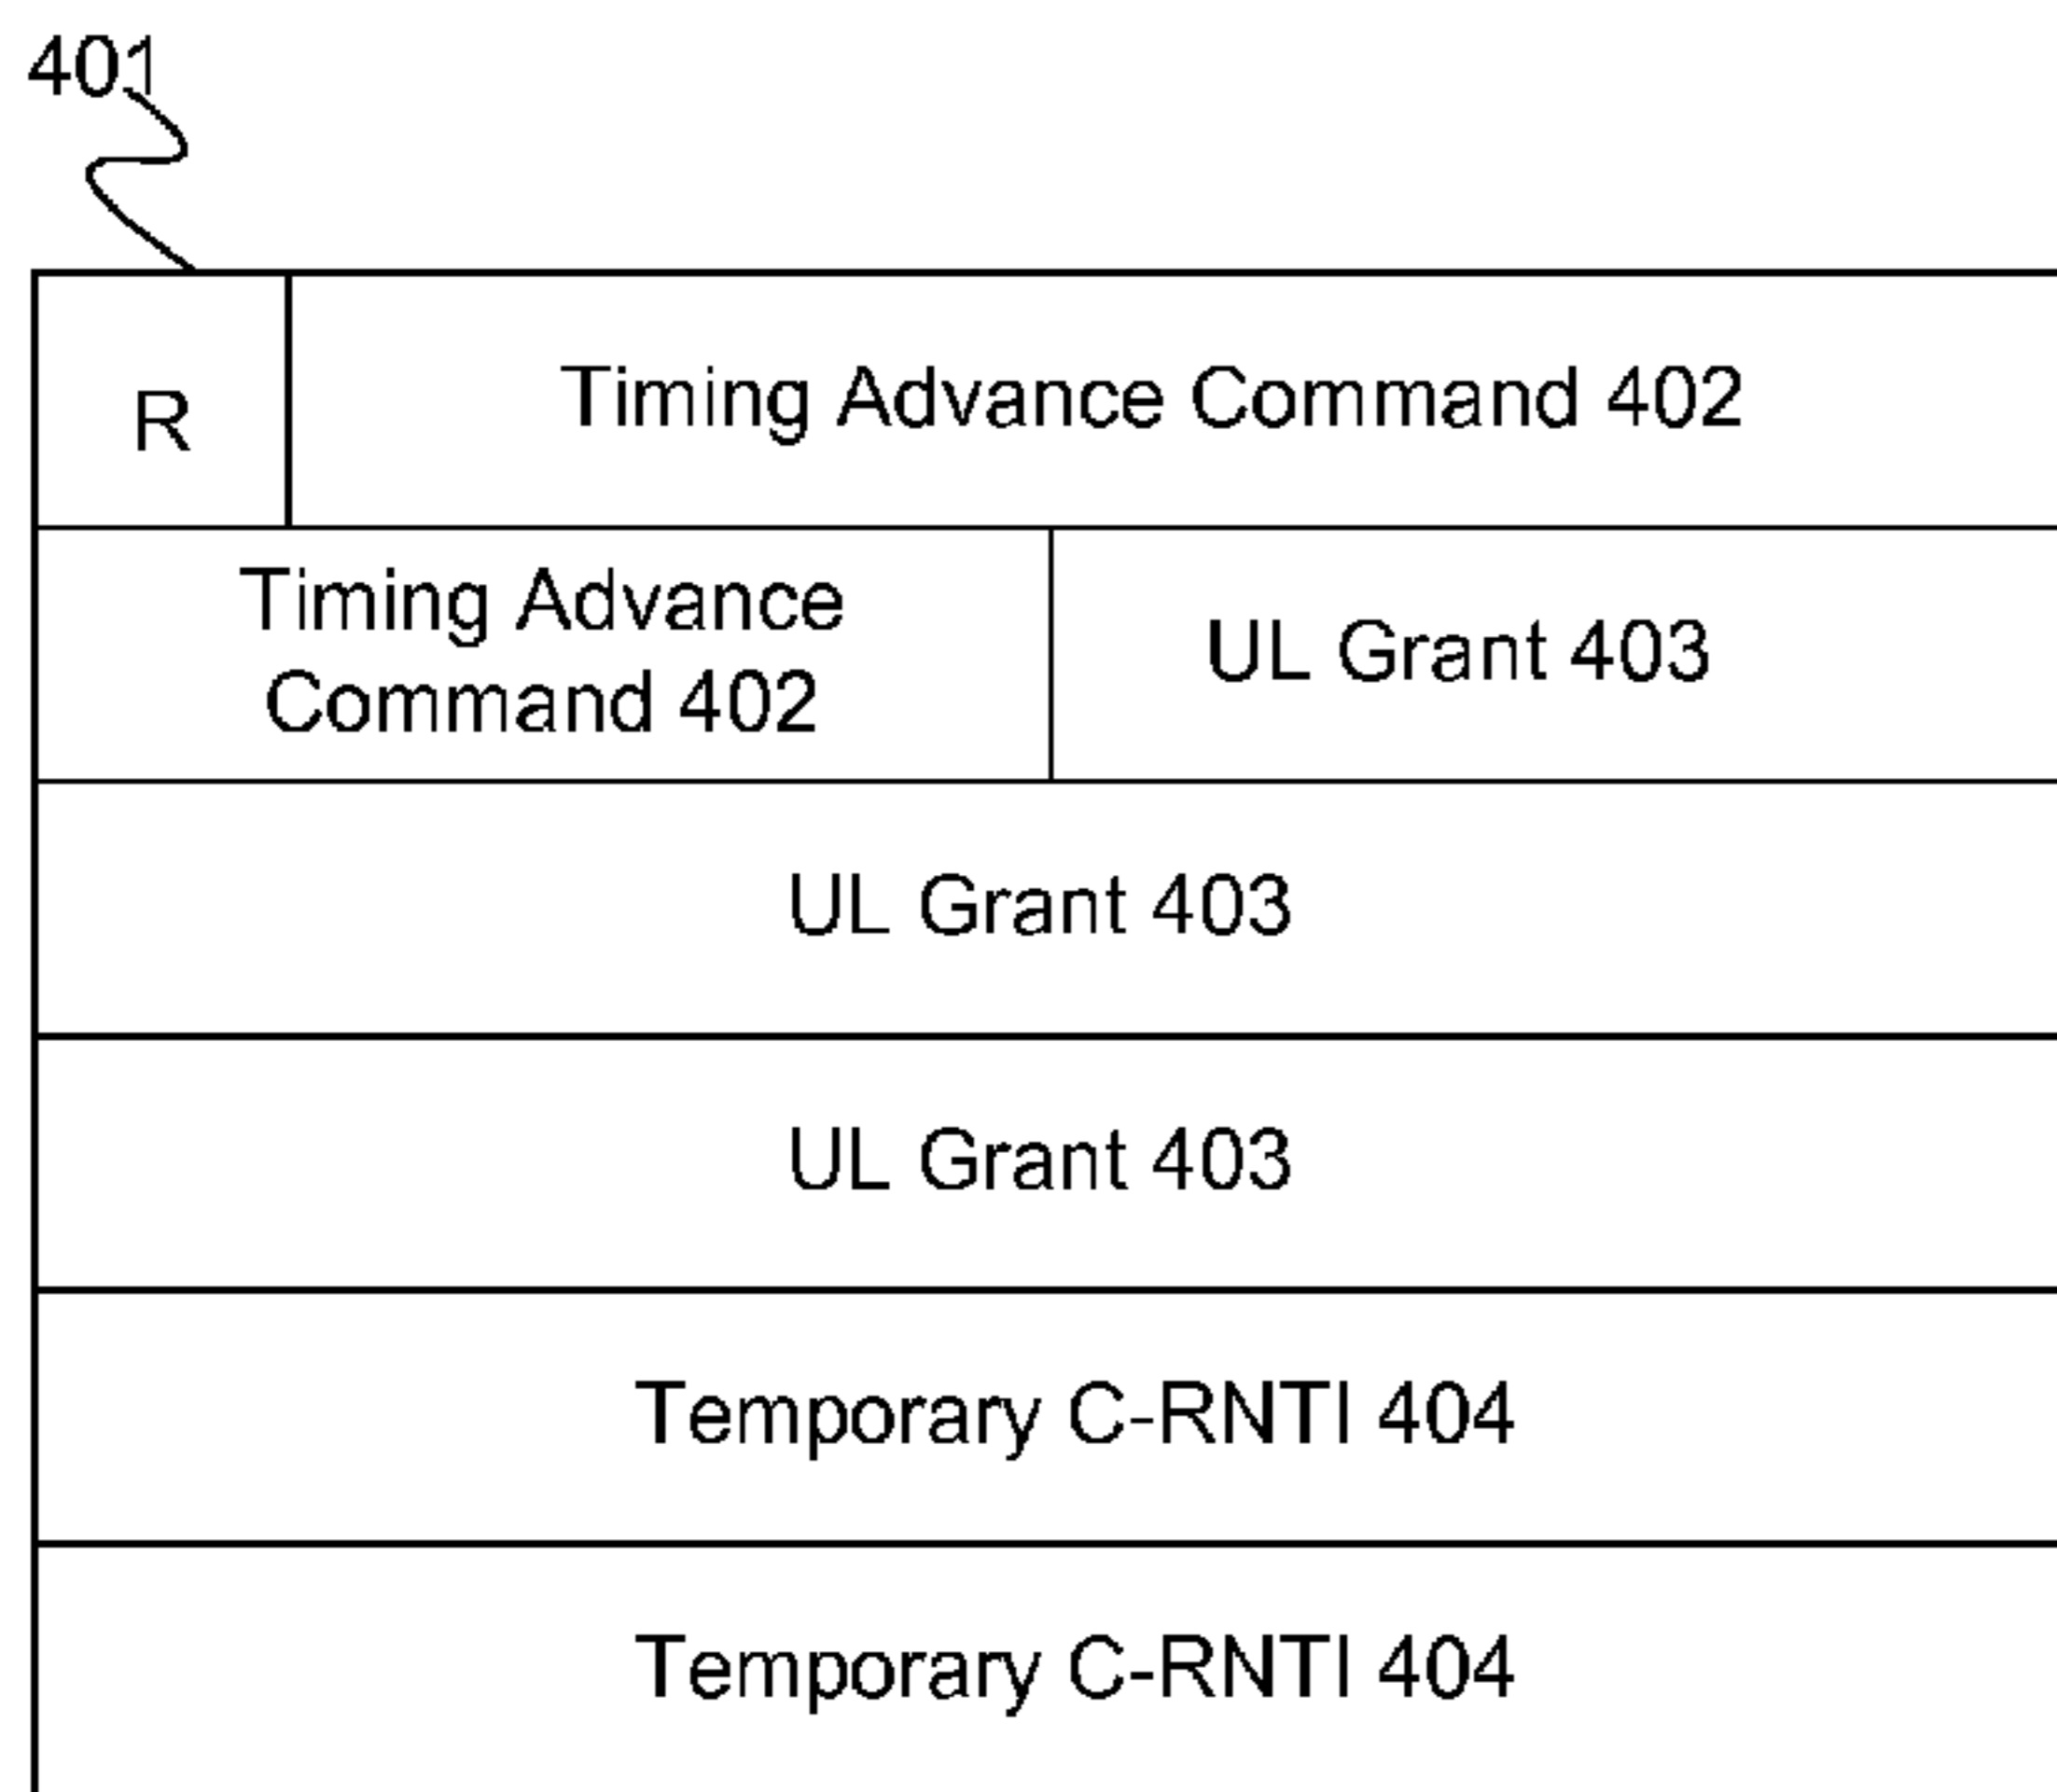 401
R
Timing Advance Command 402
Timing Advance
Command 402
UL Grant 403
UL Grant 403
UL Grant 403
Temporary C-RNTI 404
Temporary C-RNTI 404